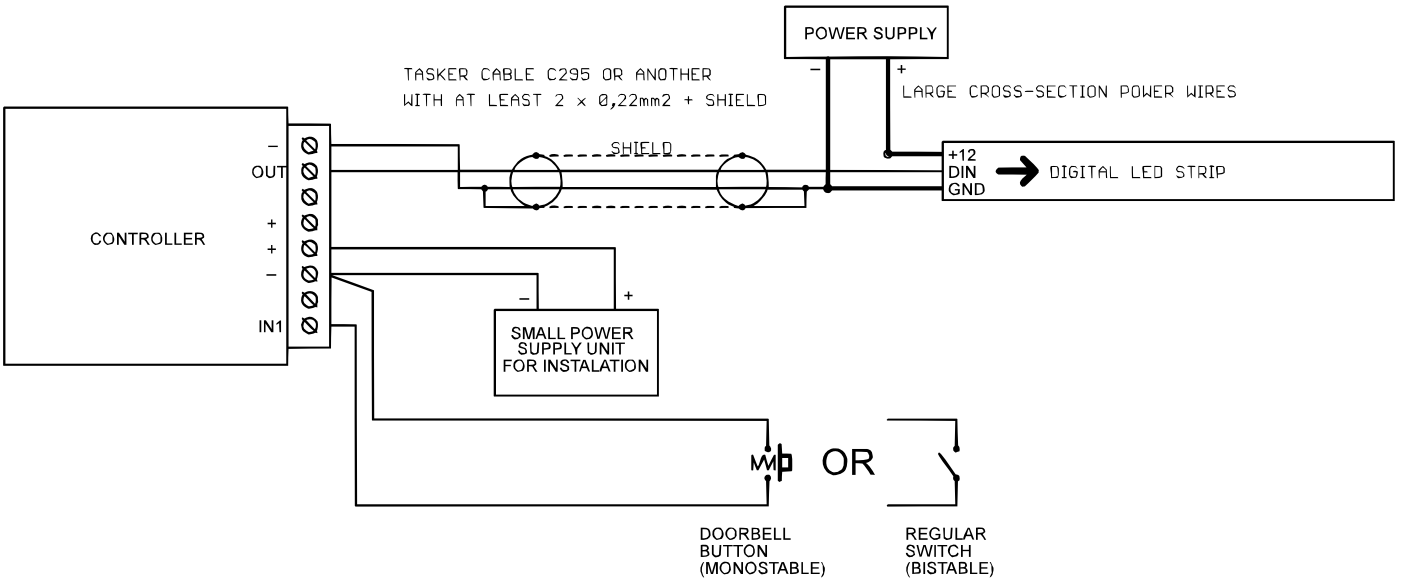 POWER SUPPLY
− +
TASKER CABLE C295 OR ANOTHER
WITH AT LEAST 2 x 0,22mm2 + SHIELD
LARGE CROSS-SECTION POWER WIRES
SHIELD
−
OUT
+
+
−
IN1
CONTROLLER
+12
DIN
GND
DIGITAL LED STRIP
− +
SMALL POWER
SUPPLY UNIT
FOR INSTALATION
OR
DOORBELL
BUTTON
(MONOSTABLE)
REGULAR
SWITCH
(BISTABLE)